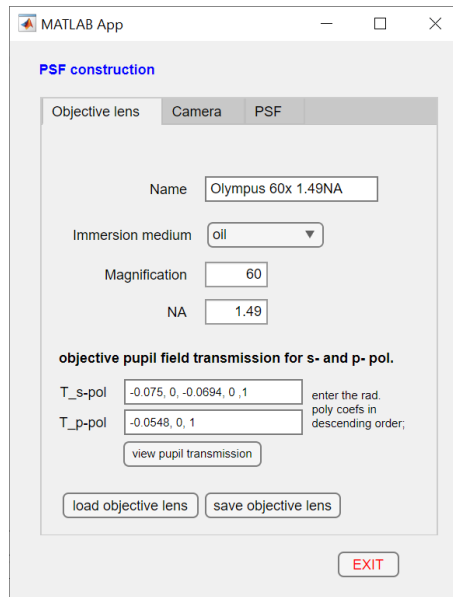 MATLAB App
PSF construction
Objective lens Camera PSF
Name Olympus 60x 1.49NA
Immersion medium oil
Magnification 60
NA 1.49
objective pupil field transmission for s- and p- pol.
T_s-pol -0.075, 0, -0.0694, 0 ,1
T_p-pol -0.0548, 0, 1
enter the rad.
poly coefs in
descending order;
view pupil transmission
load objective lens save objective lens
EXIT